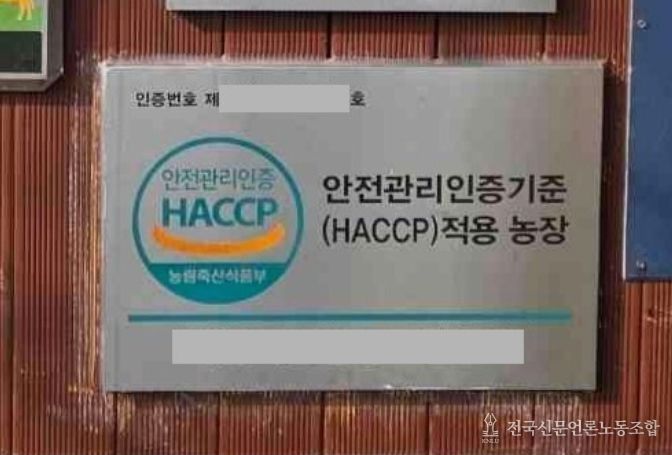 인증번호 제 호
안전관리인증
HACCP
농림축산식품부
안전관리인증기준
(HACCP)적용 농장
KNLU 전국신문언론노동조합